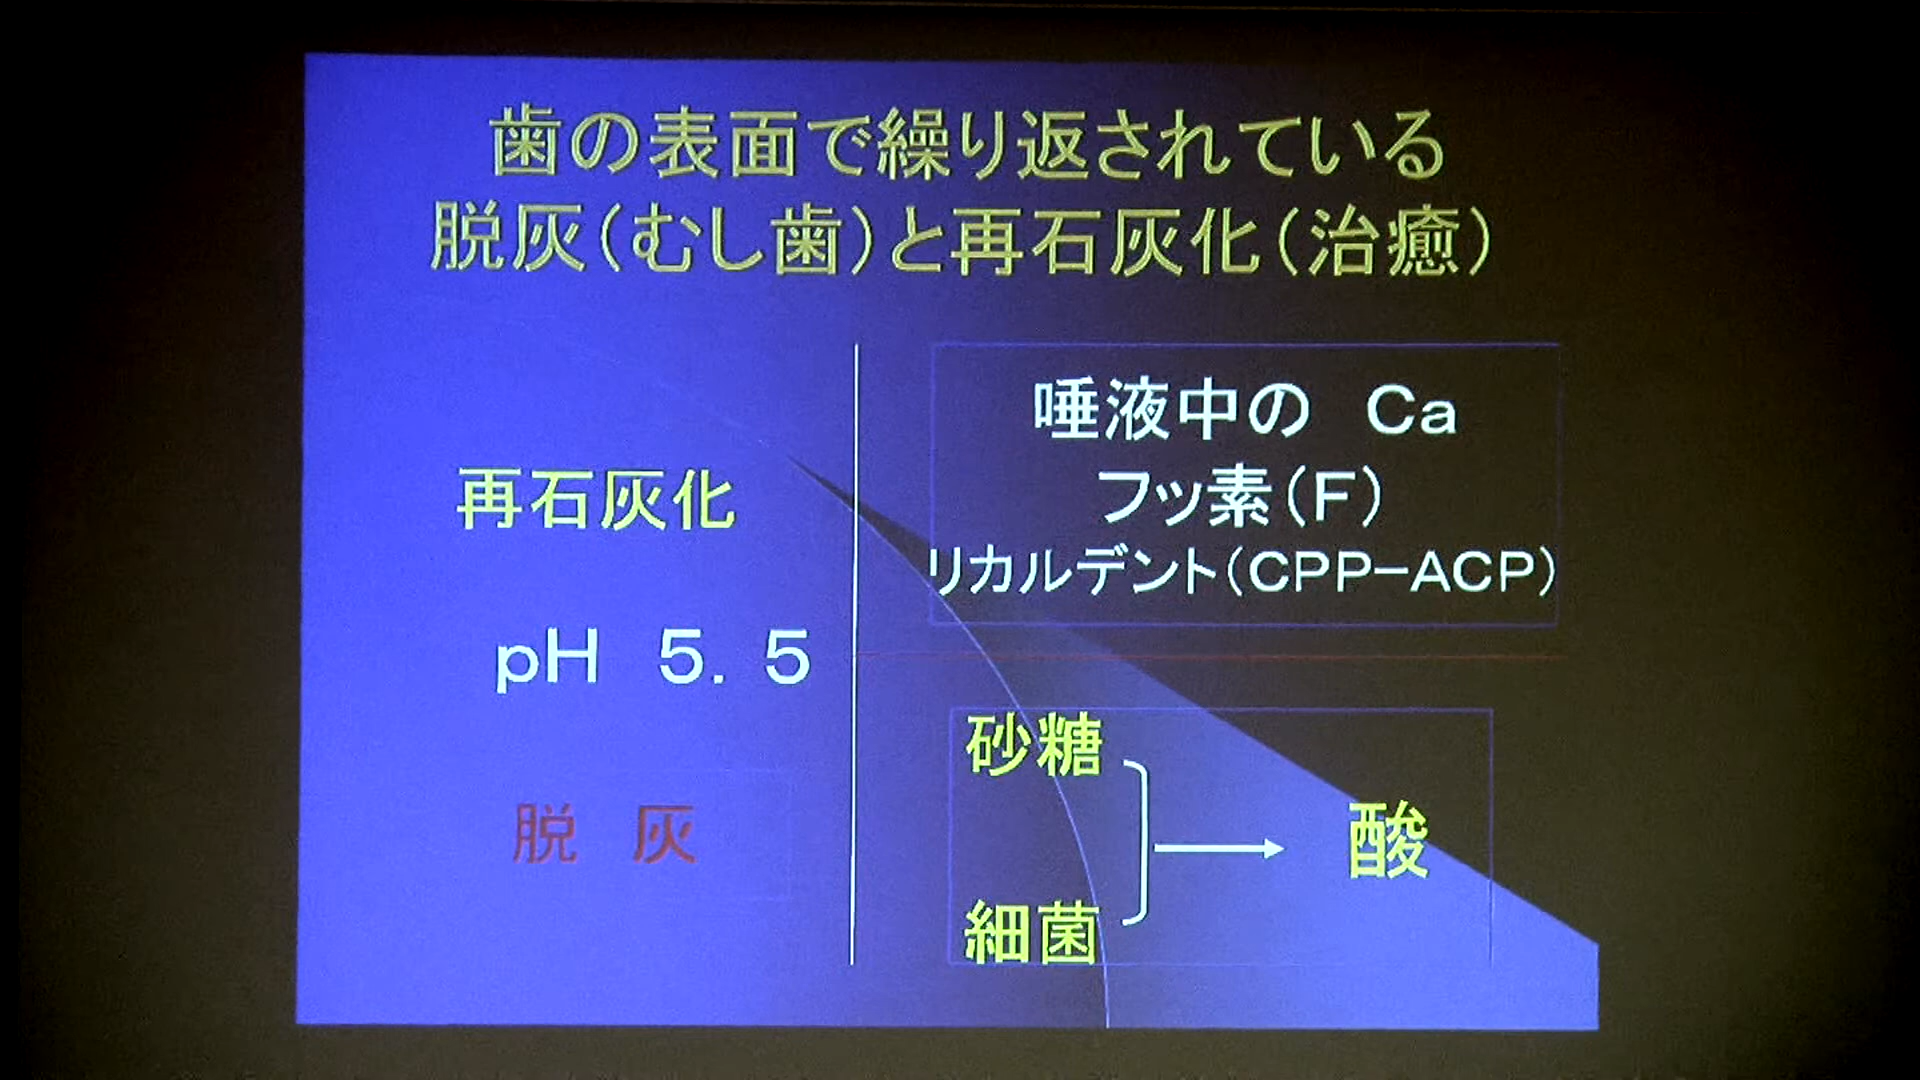 歯の表面で繰り返されている
脱灰(むし歯)と再石灰化(治癒)
再石灰化
唾液中の Ca
フッ素(F)
リカルデント(CPP-ACP)
pH 5.5
脱 灰
砂糖
細菌
酸